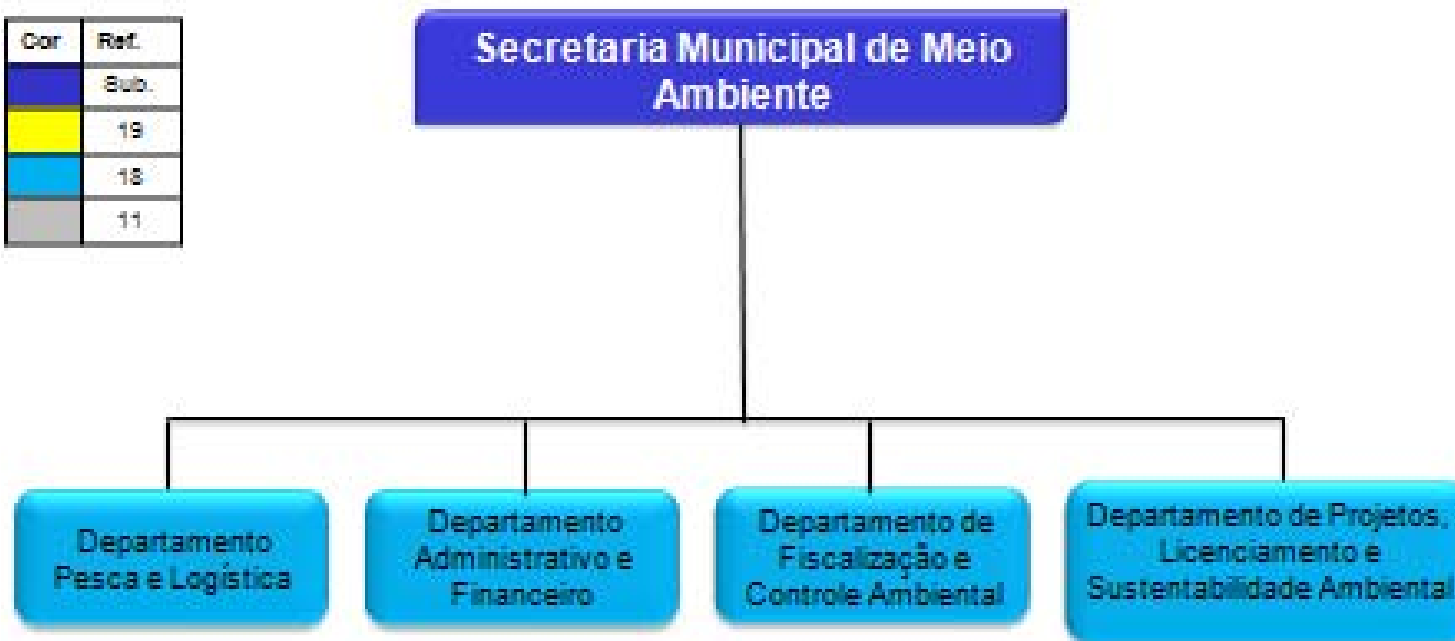 Cor Ref.
Sub.
19
18
11
Secretaria Municipal de Meio
Ambiente
Departamento
Pesca e Logística
Departamento
Administrativo e
Financeiro
Departamento de
Fiscalização e
Controle Ambiental
Departamento de Projetos,
Licenciamento e
Sustentabilidade Ambiental